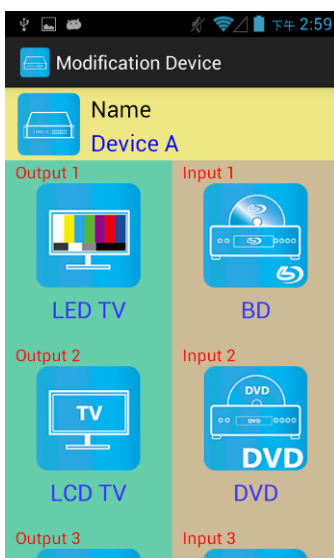 下午 2:59
Modification Device
Name
Device A
Output 1
Input 1
LED TV
BD
Output 2
Input 2
TV
DVD
DVD
DVD
LCD TV
DVD
Output 3
Input 3